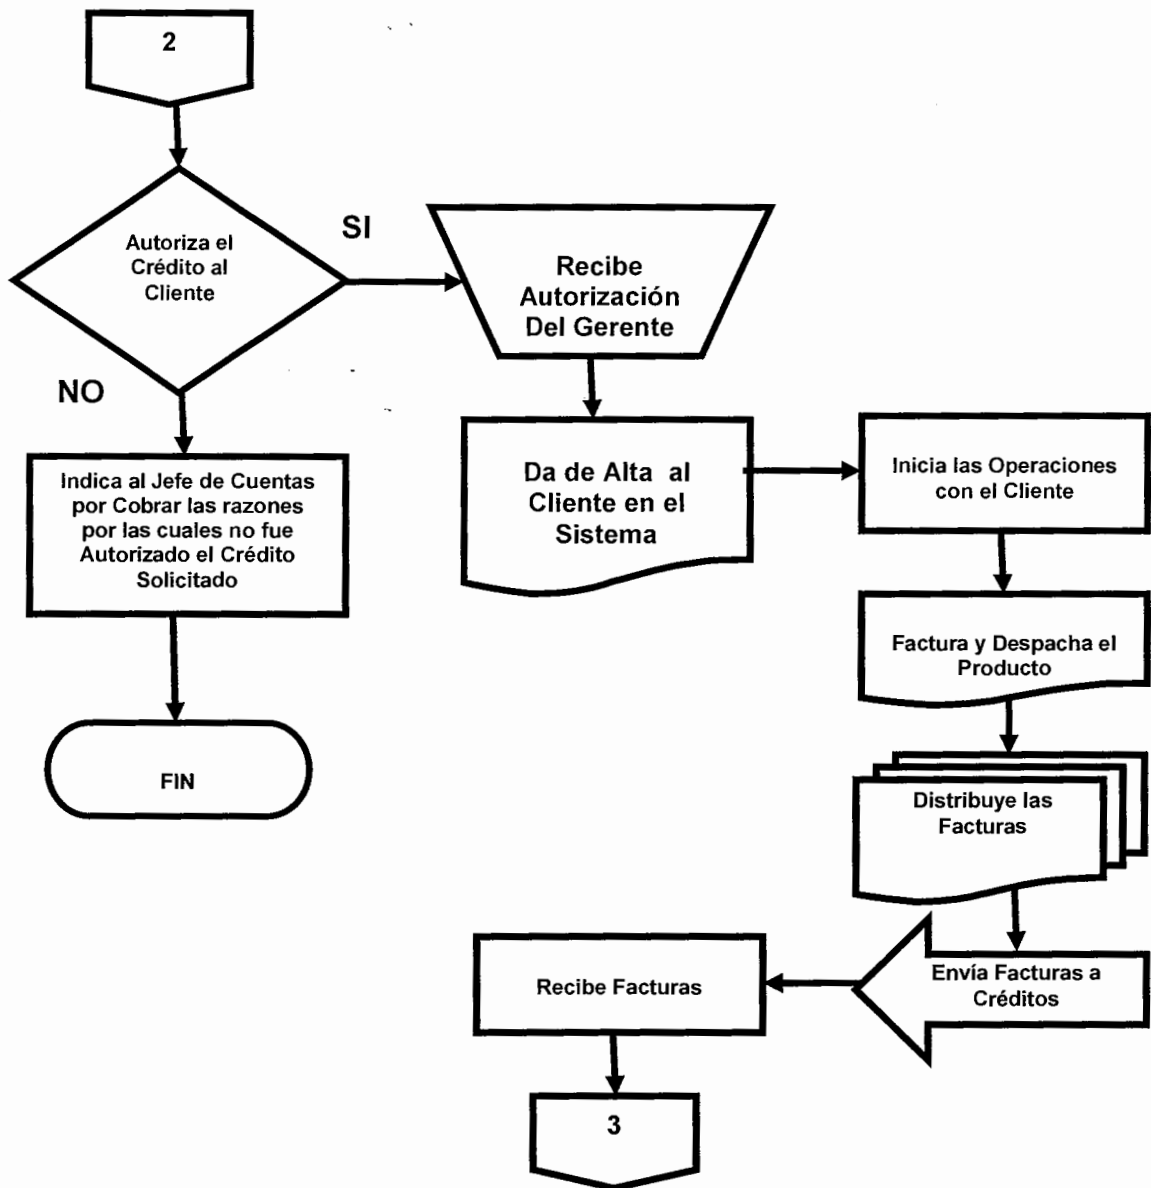 2
Autoriza el
Crédito al
Cliente
SI
Recibe
Autorización
Del Gerente
NO
Indica al Jefe de Cuentas
por Cobrar las razones
por las cuales no fue
Autorizado el Crédito
Solicitado
FIN
Da de Alta al
Cliente en el
Sistema
Inicia las Operaciones
con el Cliente
Factura y Despacha el
Producto
Distribuye las
Facturas
Envía Facturas a
Créditos
Recibe Facturas
3